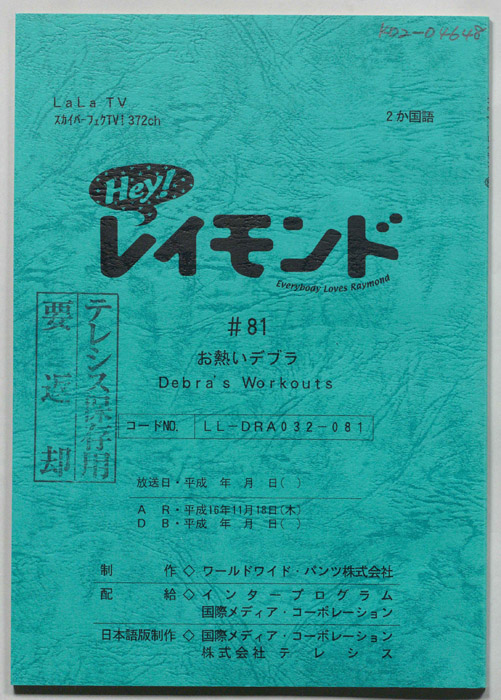 K02-04648
LaLa TV
スカイパーフェクTV！372ch
2か国語
Hey!
レイモンド
Everybody Loves Raymond
＃81
お熱いデブラ
Debra's Workouts
テレシス保存用
要返却
コードNO. LL-DRA032-081
放送日・平成　年　月　日（　）
A　R・平成16年11月18日（木）
D　B・平成　年　月　日（　）
制　作◇ワールドワイド・パンツ株式会社
配　給◇インタープログラム
国際メディア・コーポレーション
日本語版制作◇国際メディア・コーポレーション
株式会社テレシス